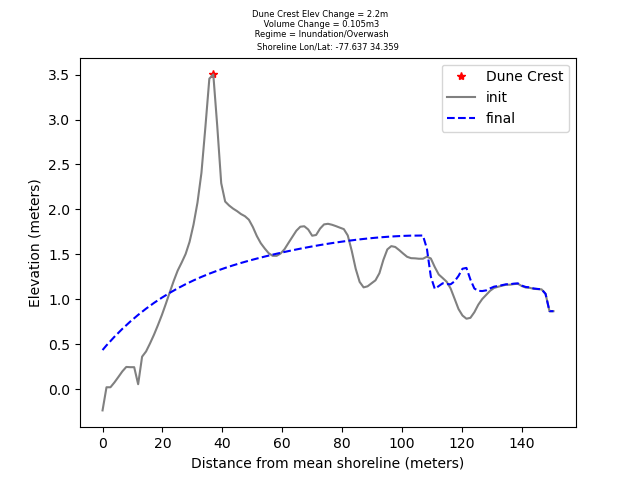 Dune Crest Elev Change = 2.2m
Volume Change = 0.105m3
Regime = Inundation/Overwash
Shoreline Lon/Lat: -77.637 34.359
Dune Crest
init
final
3.5
3.0
2.5
2.0
1.5
1.0
0.5
0.0
Elevation (meters)
0 20 40 60 80 100 120 140
Distance from mean shoreline (meters)